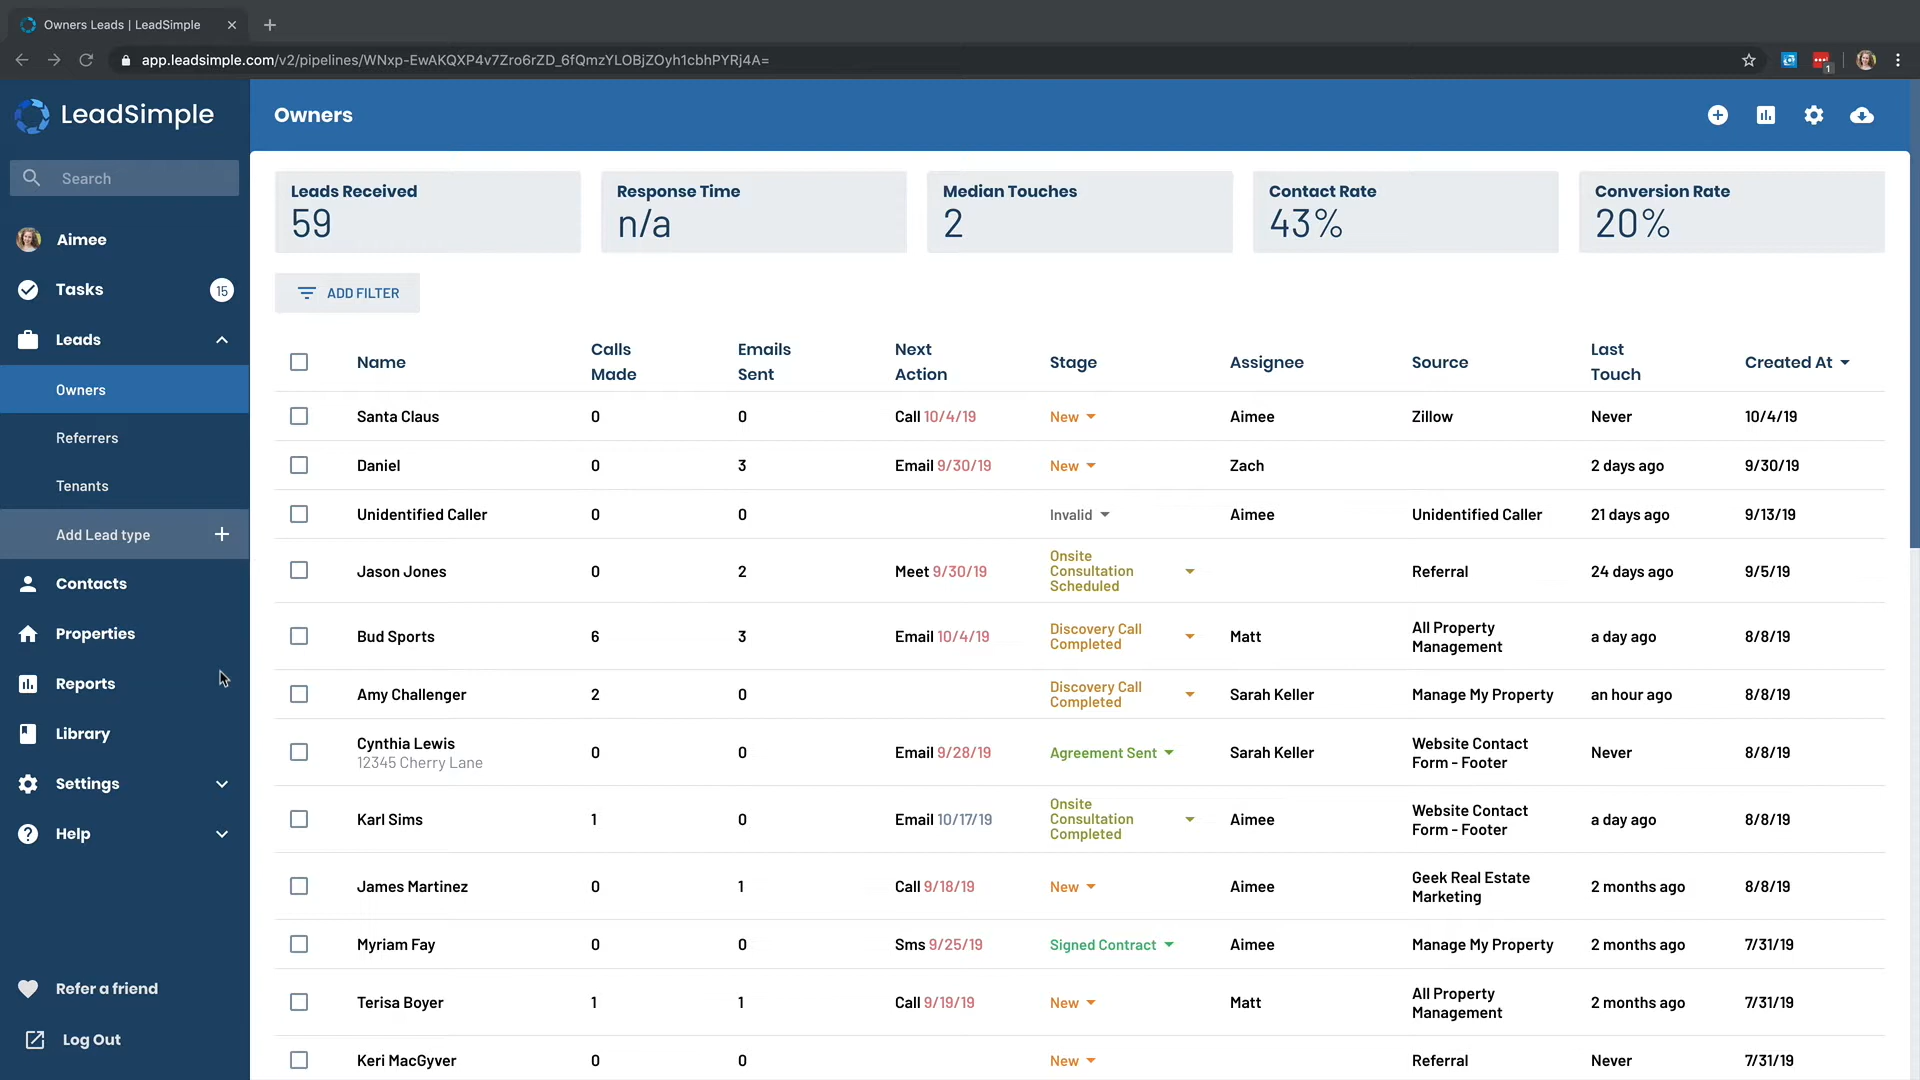 Owners Leads | LeadSimple
app.leadsimple.com/v2/pipelines/WNxp-EwAKQXP4v7Zro6rZD_6fQmzYLOBjZOyh1cbhPYRj4A=
1
LeadSimple
Search
Aimee
Tasks 15
Leads
Owners
Referrers
Tenants
Add Lead type
Contacts
Properties
Reports
Library
Settings
Help
Refer a friend
Log Out
Owners
Leads Received
59
Response Time
n/a
Median Touches
2
Contact Rate
43%
Conversion Rate
20%
ADD FILTER
Name
Calls
Made
Emails
Sent
Next
Action
Stage
Assignee
Source
Last
Touch
Created At
Santa Claus 0 0 Call 10/4/19 New Aimee Zillow Never 10/4/19
Daniel 0 3 Email 9/30/19 New Zach 2 days ago 9/30/19
Unidentified Caller 0 0 Invalid Aimee Unidentified Caller 21 days ago 9/13/19
Jason Jones 0 2 Meet 9/30/19
Onsite
Consultation
Scheduled
Referral 24 days ago 9/5/19
Bud Sports 6 3 Email 10/4/19
Discovery Call
Completed
Matt
All Property
Management
a day ago 8/8/19
Amy Challenger 2 0
Discovery Call
Completed
Sarah Keller Manage My Property an hour ago 8/8/19
Cynthia Lewis
12345 Cherry Lane
0 0 Email 9/28/19 Agreement Sent Sarah Keller
Website Contact
Form - Footer
Never 8/8/19
Karl Sims 1 0 Email 10/17/19
Onsite
Consultation
Completed
Aimee
Website Contact
Form - Footer
a day ago 8/8/19
James Martinez 0 1 Call 9/18/19 New Aimee
Geek Real Estate
Marketing
2 months ago 8/8/19
Myriam Fay 0 0 Sms 9/25/19 Signed Contract Aimee Manage My Property 2 months ago 7/31/19
Terisa Boyer 1 1 Call 9/19/19 New Matt
All Property
Management
2 months ago 7/31/19
Keri MacGyver 0 0 New Referral Never 7/31/19